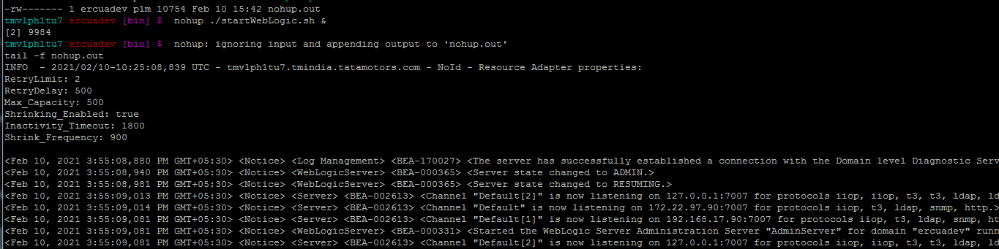 -rw------- 1 ercuadev plm 10754 Feb 10 15:42 nohup.out
tmvlph1tu7 ercuadev [bin] $  nohup ./startWebLogic.sh &
[2] 9984
tmvlph1tu7 ercuadev [bin] $  nohup: ignoring input and appending output to 'nohup.out'
tail -f nohup.out
INFO  - 2021/02/10-10:25:08,839 UTC - tmvlph1tu7.tmindia.tatamotors.com - NoId - Resource Adapter properties:
RetryLimit: 2
RetryDelay: 500
Max_Capacity: 500
Shrinking_Enabled: true
Inactivity_Timeout: 1800
Shrink_Frequency: 900
<Feb 10, 2021 3:55:08,880 PM GMT+05:30> <Notice> <Log Management> <BEA-170027> <The server has successfully established a connection with the Domain level Diagnostic Serv
<Feb 10, 2021 3:55:08,940 PM GMT+05:30> <Notice> <WebLogicServer> <BEA-000365> <Server state changed to ADMIN.>
<Feb 10, 2021 3:55:08,981 PM GMT+05:30> <Notice> <WebLogicServer> <BEA-000365> <Server state changed to RESUMING.>
<Feb 10, 2021 3:55:09,013 PM GMT+05:30> <Notice> <Server> <BEA-002613> <Channel "Default[2]" is now listening on 127.0.0.1:7007 for protocols iiop, iiop, t3, t3, ldap, ld
<Feb 10, 2021 3:55:09,014 PM GMT+05:30> <Notice> <Server> <BEA-002613> <Channel "Default" is now listening on 172.22.97.90:7007 for protocols iiop, t3, ldap, snmp, http.>
<Feb 10, 2021 3:55:09,081 PM GMT+05:30> <Notice> <Server> <BEA-002613> <Channel "Default[1]" is now listening on 192.168.17.90:7007 for protocols iiop, t3, ldap, snmp, ht
<Feb 10, 2021 3:55:09,081 PM GMT+05:30> <Notice> <WebLogicServer> <BEA-000331> <Started the WebLogic Server Administration Server "AdminServer" for domain "ercuadev" runn
<Feb 10, 2021 3:55:09,081 PM GMT+05:30> <Notice> <Server> <BEA-002613> <Channel "Default[2]" is now listening on 127.0.0.1:7007 for protocols iiop, iiop, t3, t3, ldap, ld